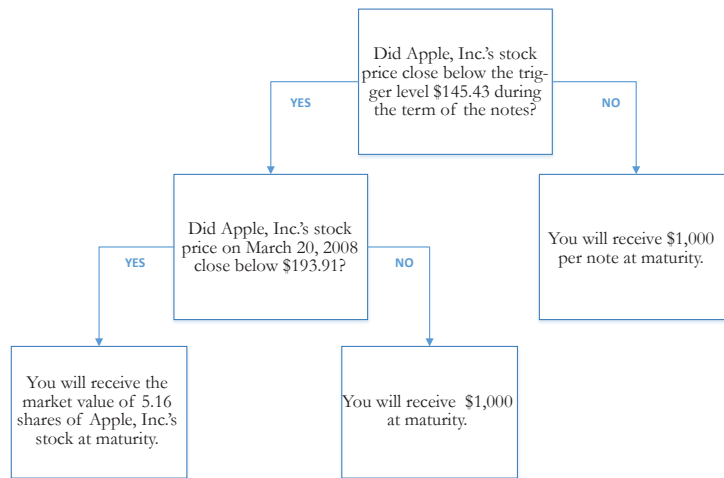 Did Apple, Inc.'s stock
price close below the trig-
ger level $145.43 during
the term of the notes?
YES
NO
Did Apple, Inc.'s stock
price on March 20, 2008
close below $193.91?
You will receive $1,000
per note at maturity.
YES
NO
You will receive the
market value of 5.16
shares of Apple, Inc.'s
stock at maturity.
You will receive $1,000
at maturity.